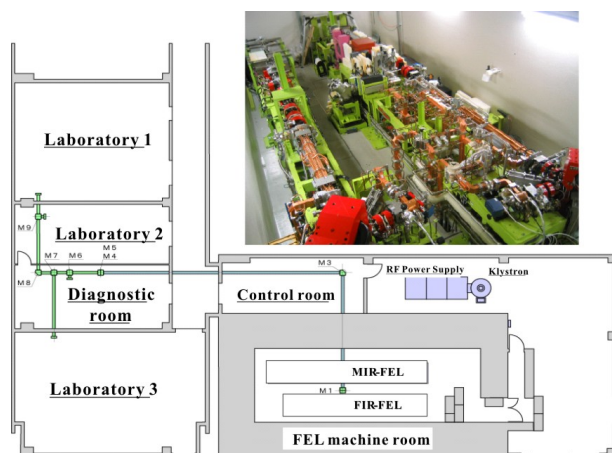 Laboratory 1
M9
Laboratory 2
M5
M7 M6 M4
M8
Diagnostic
room
M3
Control room
RF Power Supply
Klystron
MIR-FEL
M1
FIR-FEL
Laboratory 3
FEL machine room